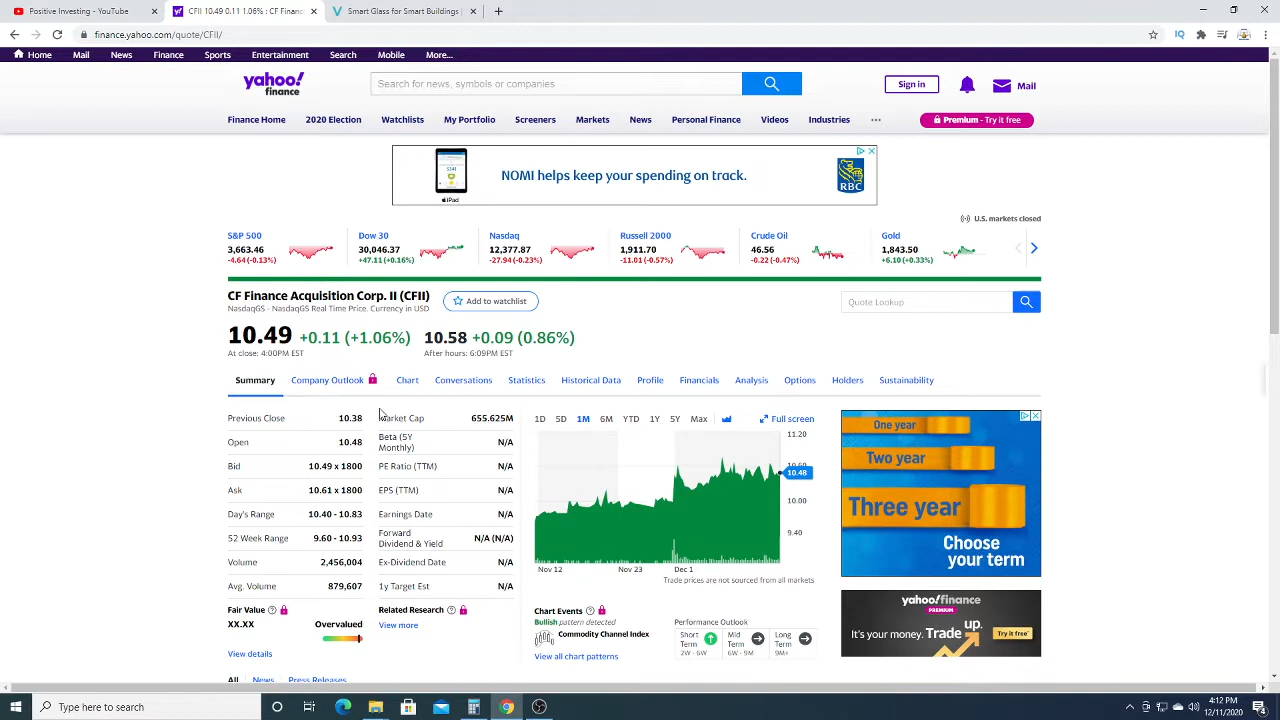 Positive Investing - YouTube
CFII 10.49 0.11 1.06% : CF Finan
Smart Glass for Smart Buildings
finance.yahoo.com/quote/CFII/
Home Mail News Finance Sports Entertainment Search Mobile More...
yahoo!
finance
Search for news, symbols or companies
Sign in
Mail
Finance Home 2020 Election Watchlists My Portfolio Screeners Markets News Personal Finance Videos Industries
Premium - Try it free
NOMI helps keep your spending on track.
iPad
RBC
U.S. markets closed
S&P 500 Dow 30 Nasdaq Russell 2000 Crude Oil Gold
3,663.46 30,046.37 12,377.87 1,911.70 46.56 1,843.50
-4.64 (-0.13%) +47.11 (+0.16%) -27.94 (-0.23%) -11.01 (-0.57%) -0.22 (-0.47%) +6.10 (+0.33%)
CF Finance Acquisition Corp. II (CFII)
Add to watchlist
Quote Lookup
NasdaqGS - NasdaqGS Real Time Price. Currency in USD
10.49 +0.11 (+1.06%) 10.58 +0.09 (0.86%)
At close: 4:00PM EST After hours: 6:09PM EST
Summary Company Outlook Chart Conversations Statistics Historical Data Profile Financials Analysis Options Holders Sustainability
Previous Close 10.38
Open 10.48
Bid 10.49 x 1800
Ask 10.61 x 1800
Day's Range 10.40 - 10.83
52 Week Range 9.60 - 10.93
Volume 2,456,004
Avg. Volume 879,607
Market Cap 655.625M
Beta (5Y
Monthly) N/A
PE Ratio (TTM) N/A
EPS (TTM) N/A
Earnings Date N/A
Forward
Dividend & Yield N/A (N/A)
Ex-Dividend Date N/A
1y Target Est N/A
Fair Value
XX.XX Overvalued
View details
Related Research
View more
1D 5D 1M 6M YTD 1Y 5Y Max Full screen
11.20
10.60
10.48
10.00
9.40
Nov 12 Nov 23 Dec 1
Trade prices are not sourced from all markets
Chart Events
Bullish pattern detected
Commodity Channel Index
View all chart patterns
Performance Outlook
Short
Term
2W - 6W
Mid
Term
6W - 9M
Long
Term
9M+
One year
Two year
Three year
Choose
your term
yahoo!finance
PREMIUM
It's your money. Trade up.
Try it free
All News Press Releases
Type here to search
4:12 PM
12/11/2020